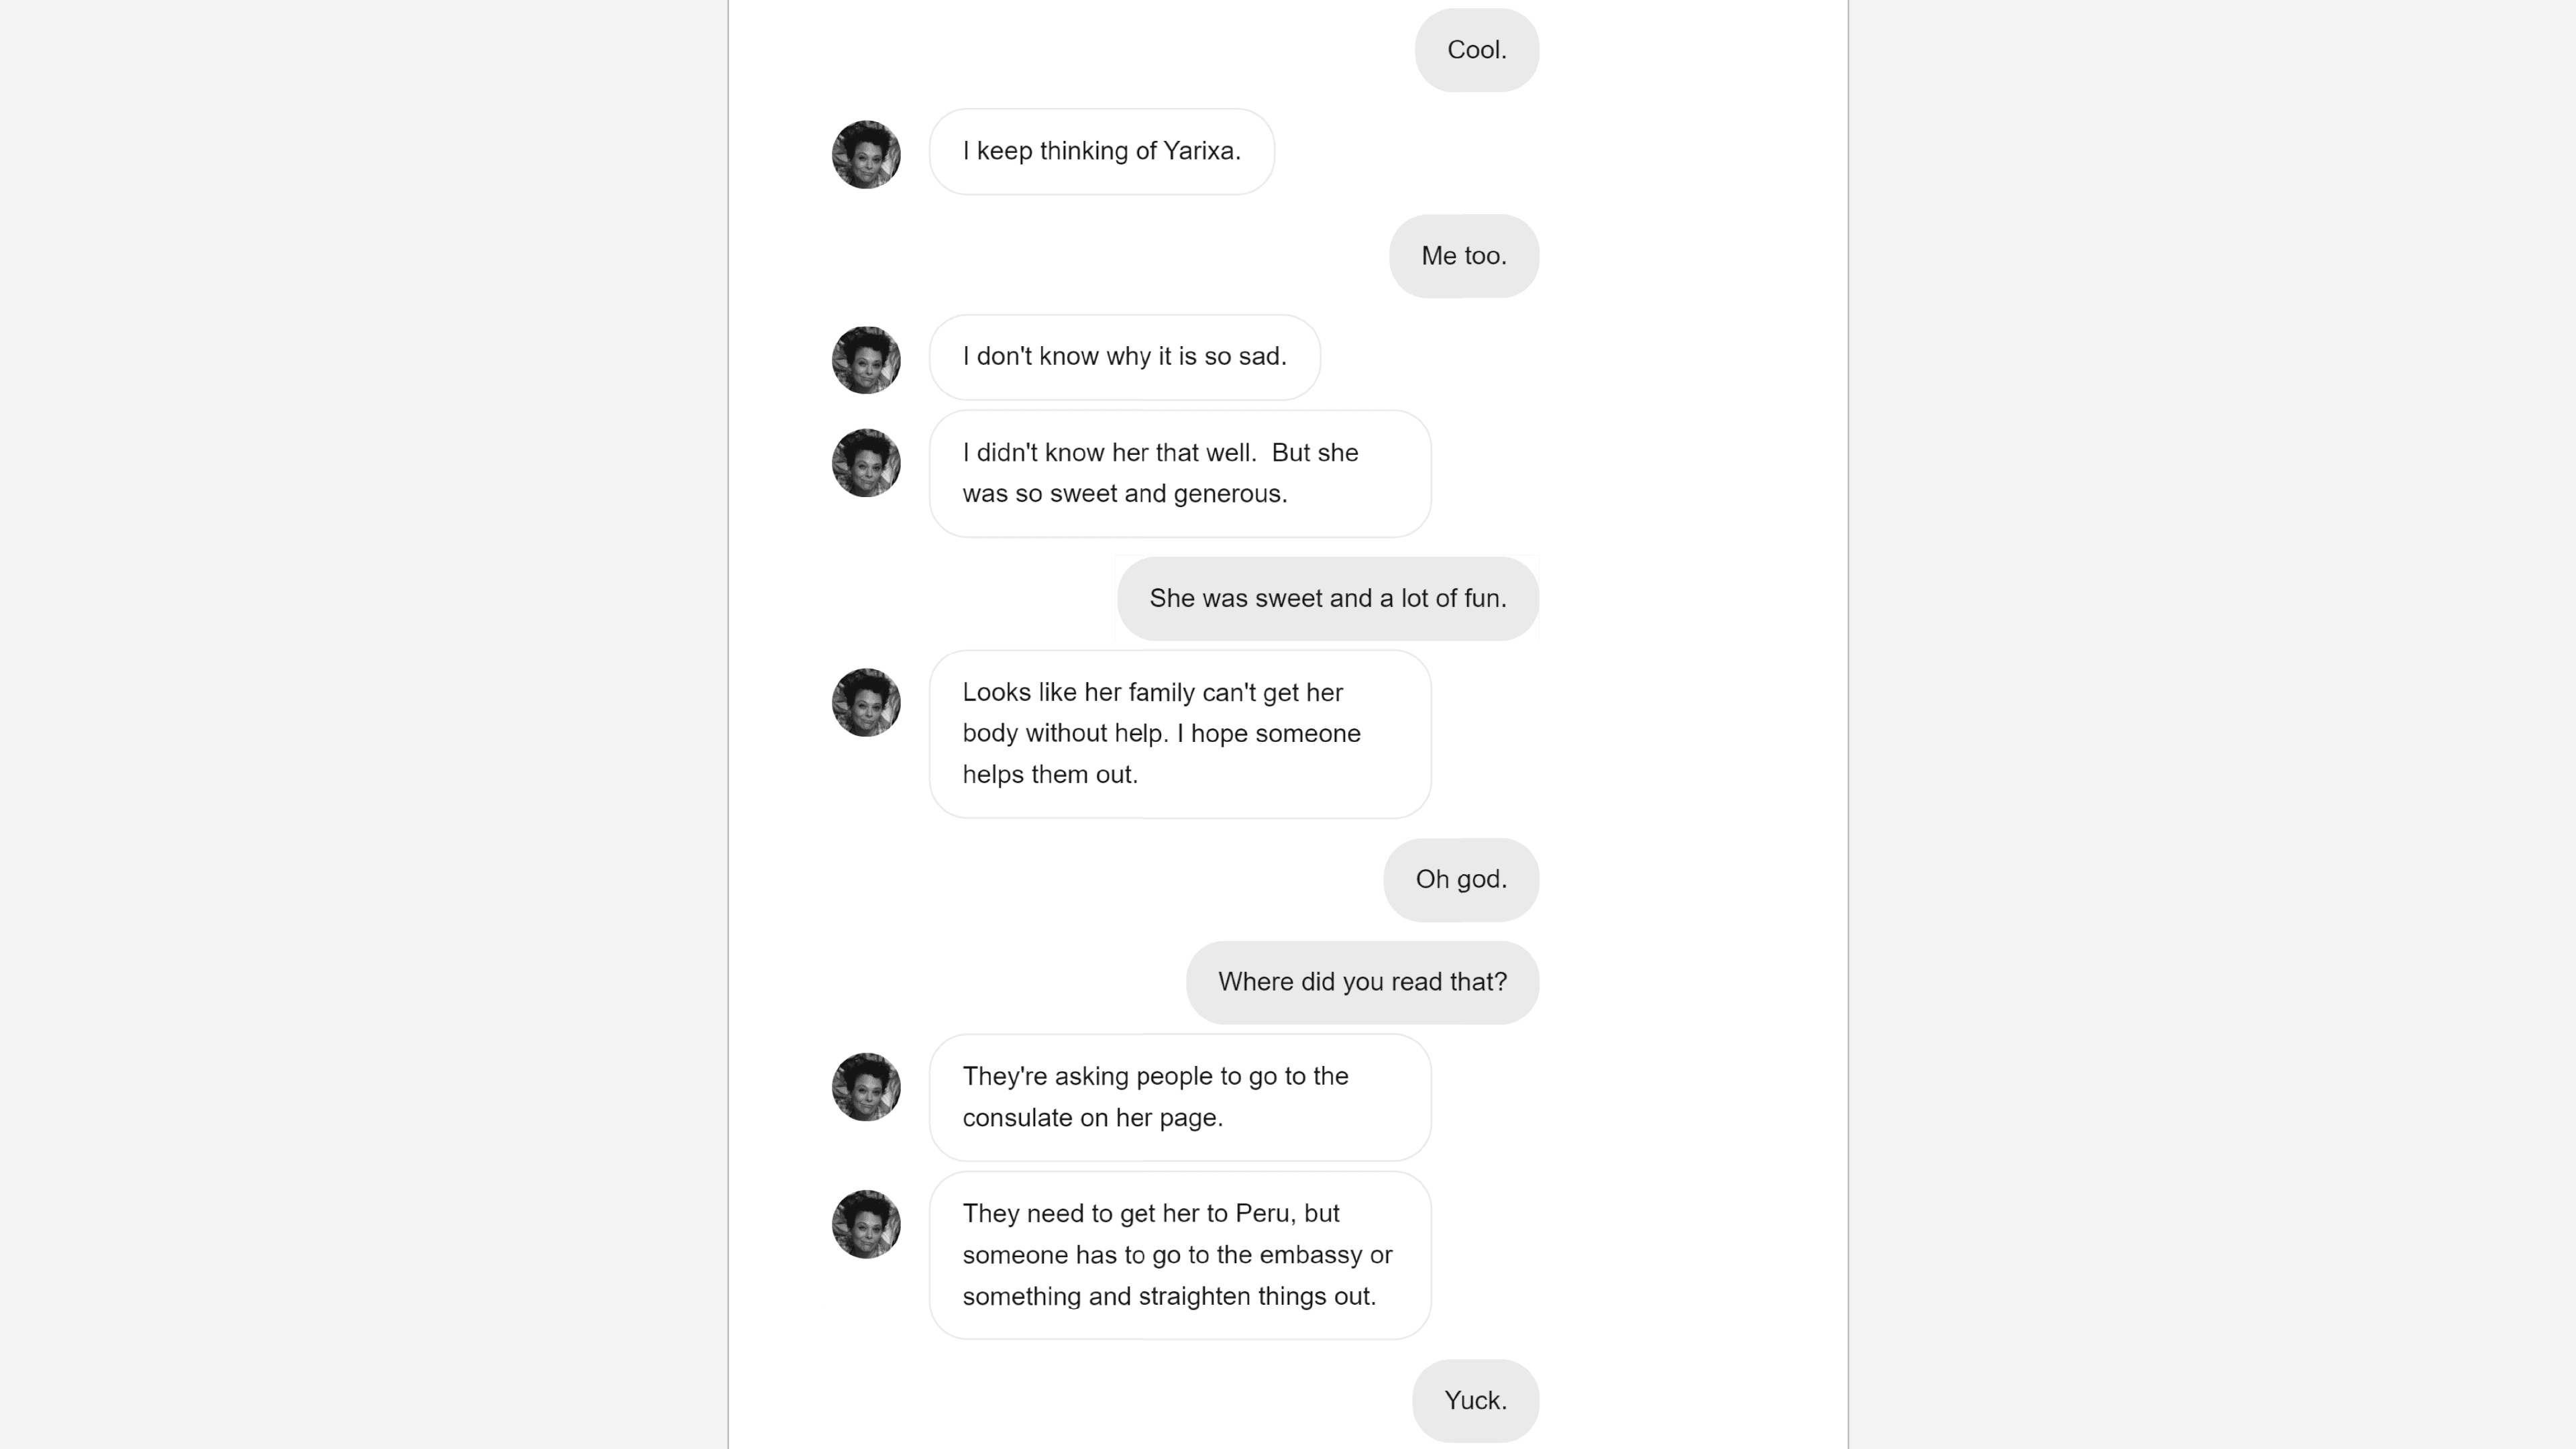 Cool.
I keep thinking of Yarixa.
Me too.
I don't know why it is so sad.
I didn't know her that well.  But she
was so sweet and generous.
She was sweet and a lot of fun.
Looks like her family can't get her
body without help. I hope someone
helps them out.
Oh god.
Where did you read that?
They're asking people to go to the
consulate on her page.
They need to get her to Peru, but
someone has to go to the embassy or
something and straighten things out.
Yuck.